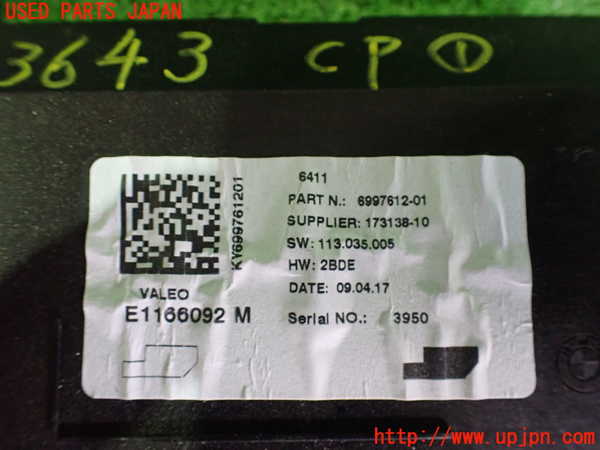 USED PARTS JAPAN
3643 CP①
6411
PART N.: 6997612-01
SUPPLIER: 173138-10
SW: 113.035.005
HW: 2BDE
DATE: 09.04.17
Serial NO.: 3950
KY699761201
VALEO
E1166092 M
http://www.upjpn.com/